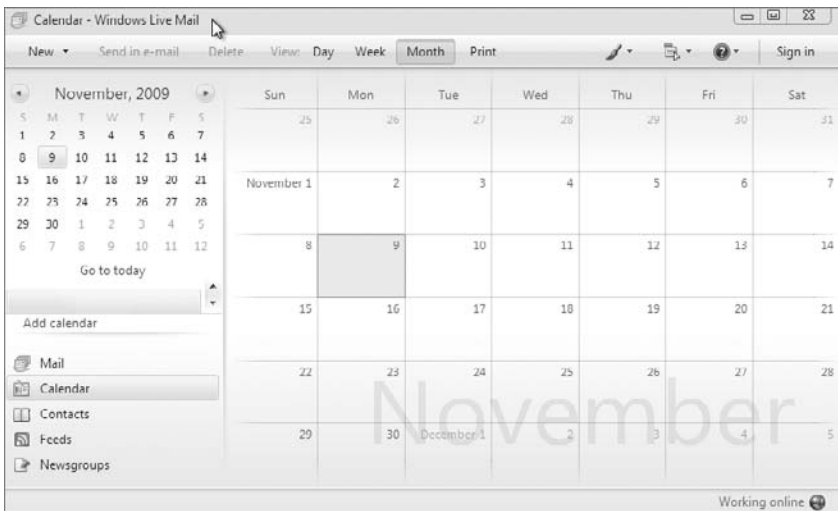 Calendar - Windows Live Mail
New Send in e-mail Delete View: Day Week Month Print Sign in
November, 2009
S M T W T F S
1 2 3 4 5 6 7
8 9 10 11 12 13 14
15 16 17 18 19 20 21
22 23 24 25 26 27 28
29 30 1 2 3 4 5
6 7 8 9 10 11 12
Go to today
Add calendar
Mail
Calendar
Contacts
Feeds
Newsgroups
Sun Mon Tue Wed Thu Fri Sat
25 26 27 28 29 30 31
November 1 2 3 4 5 6 7
8 9 10 11 12 13 14
15 16 17 18 19 20 21
22 23 24 25 26 27 28
November
29 30 December 1 2 3 4 5
Working online